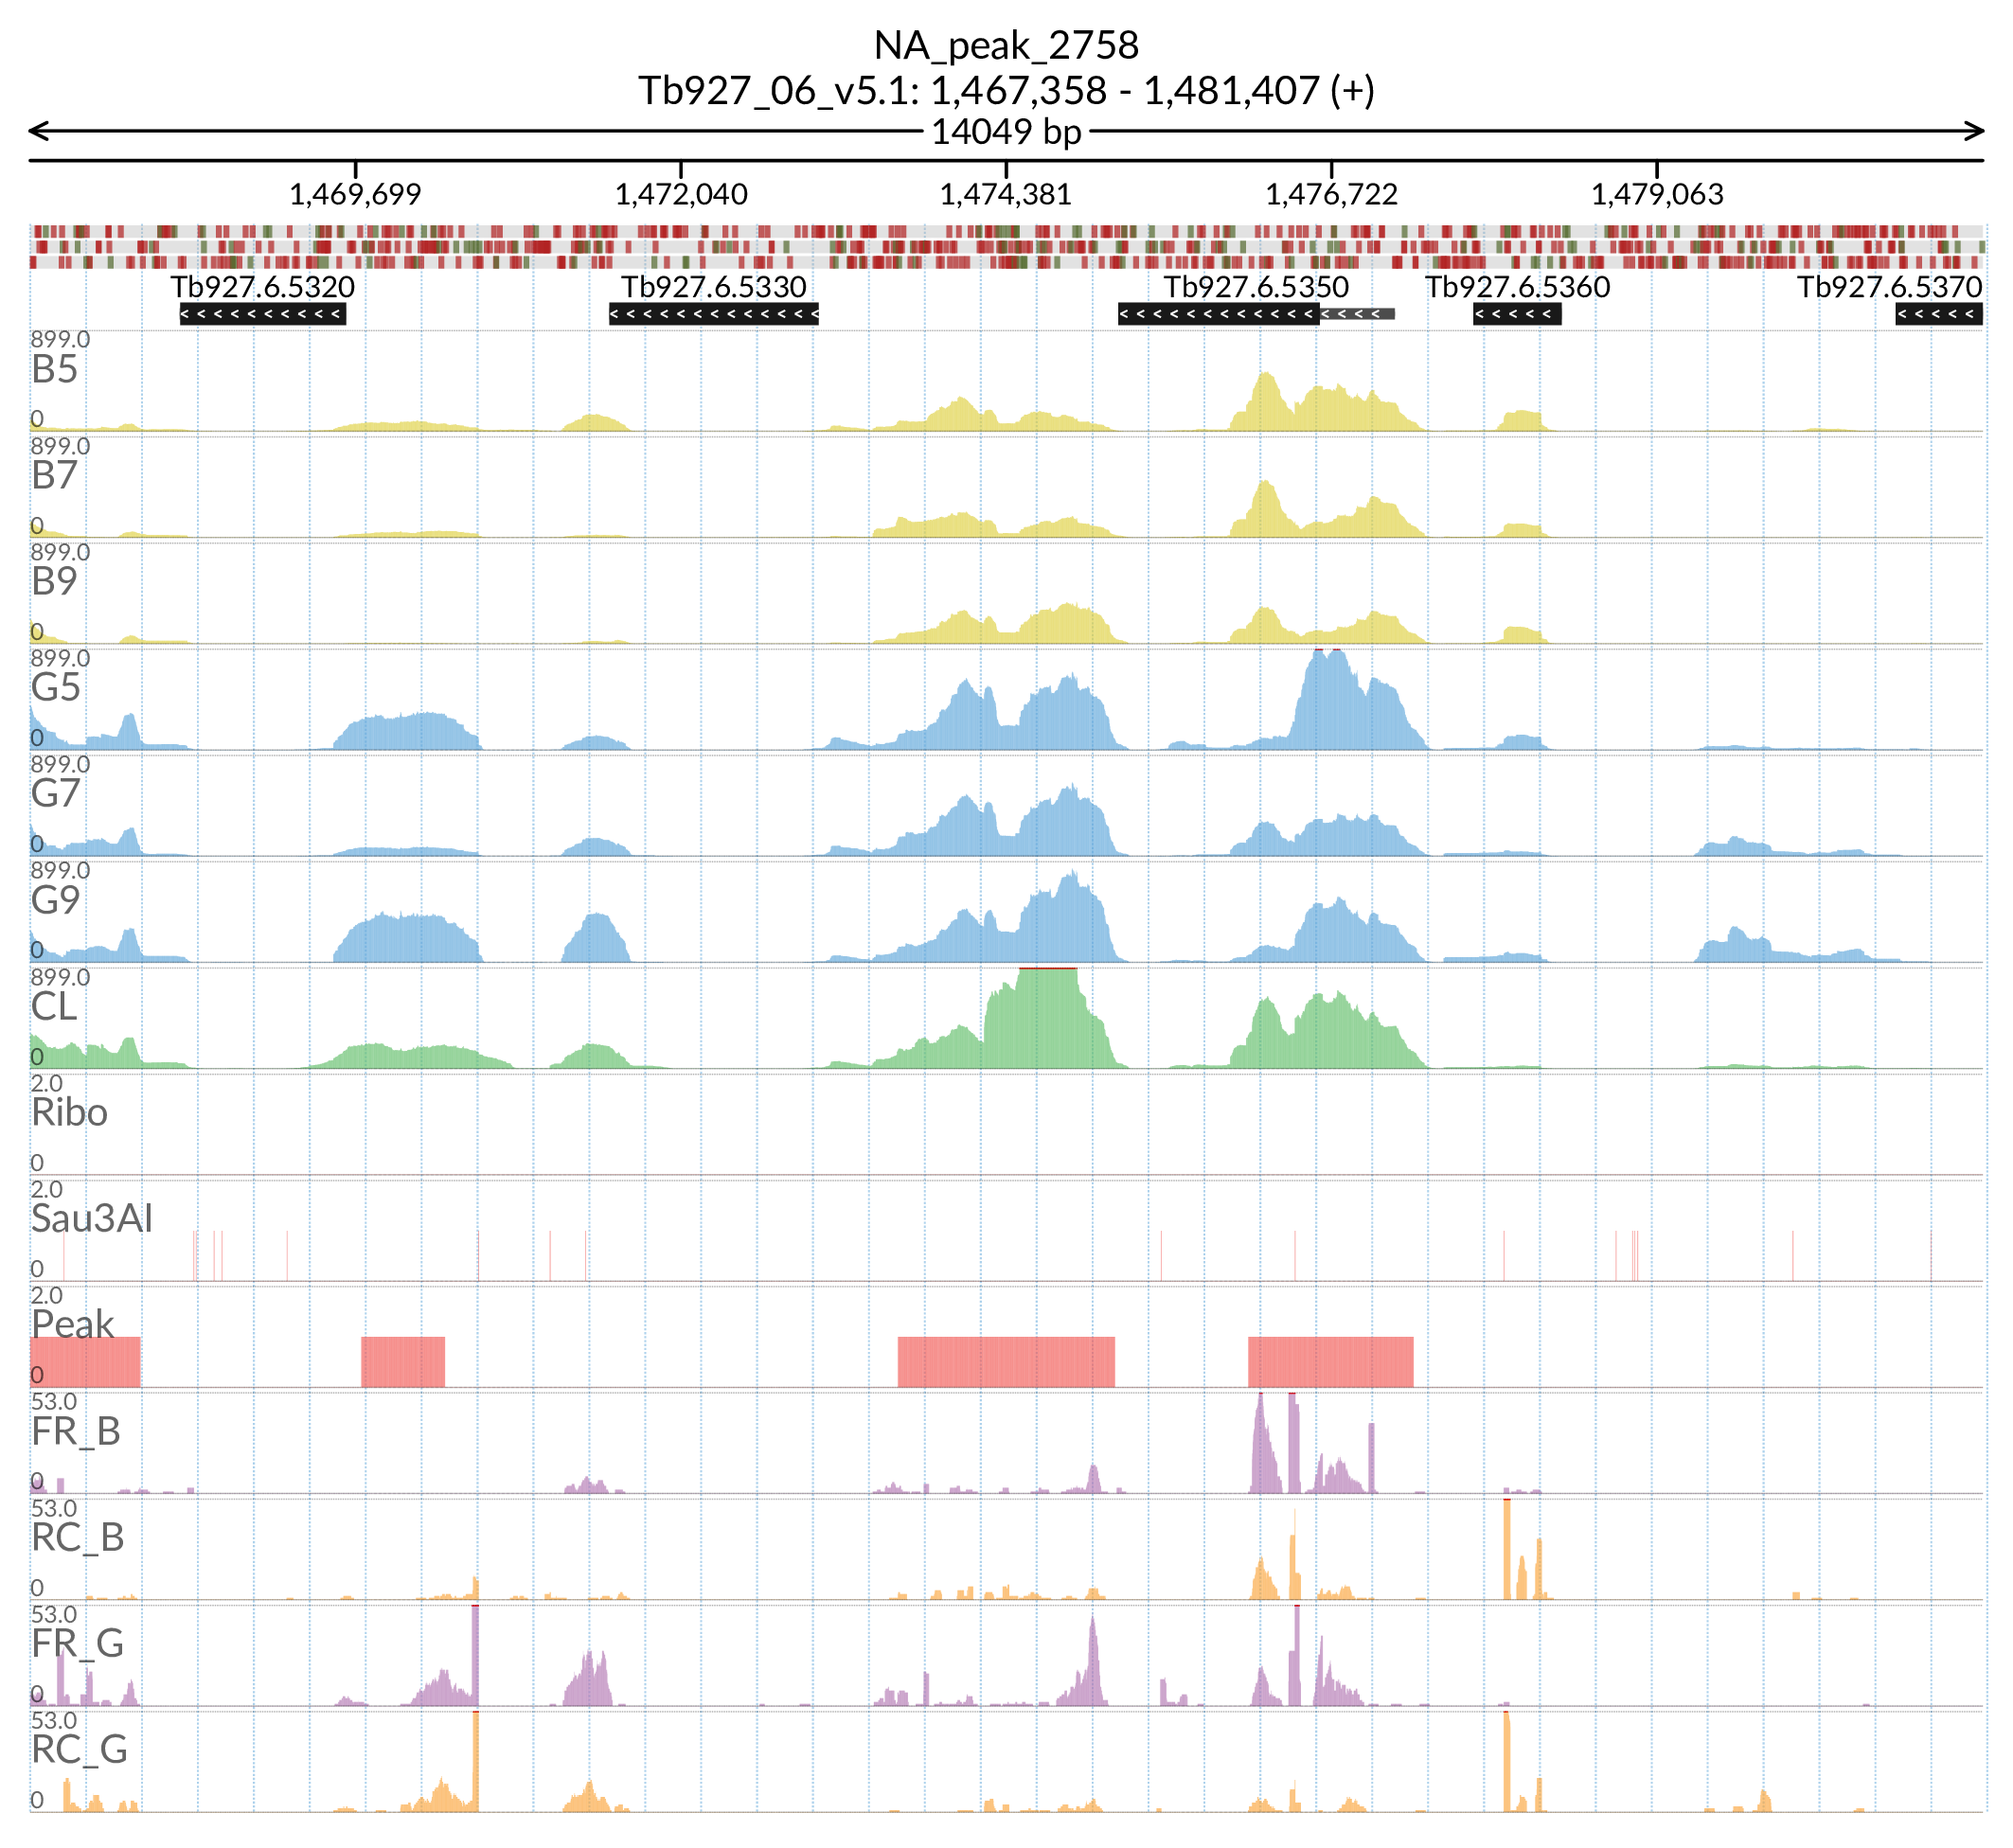 NA_peak_2758
Tb927_06_v5.1: 1,467,358 - 1,481,407 (+)
14049 bp
1,469,699 1,472,040 1,474,381 1,476,722 1,479,063
Tb927.6.5320 Tb927.6.5330 Tb927.6.5350 Tb927.6.5360 Tb927.6.5370
899.0
B5
0
899.0
B7
0
899.0
B9
0
899.0
G5
0
899.0
G7
0
899.0
G9
0
899.0
CL
0
2.0
Ribo
0
2.0
Sau3AI
0
2.0
Peak
0
53.0
FR_B
0
53.0
RC_B
0
53.0
FR_G
0
53.0
RC_G
0